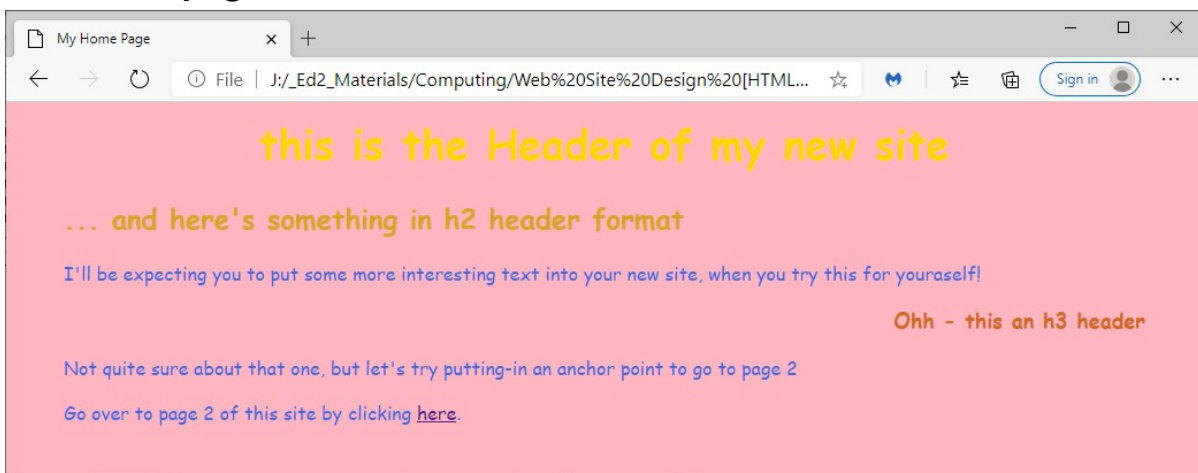 My Home Page
File | J:/_Ed2_Materials/Computing/Web%20Site%20Design%20[HTML...
Sign in
this is the Header of my new site
... and here's something in h2 header format
I'll be expecting you to put some more interesting text into your new site, when you try this for youraself!
Ohh - this an h3 header
Not quite sure about that one, but let's try putting-in an anchor point to go to page 2
Go over to page 2 of this site by clicking here.